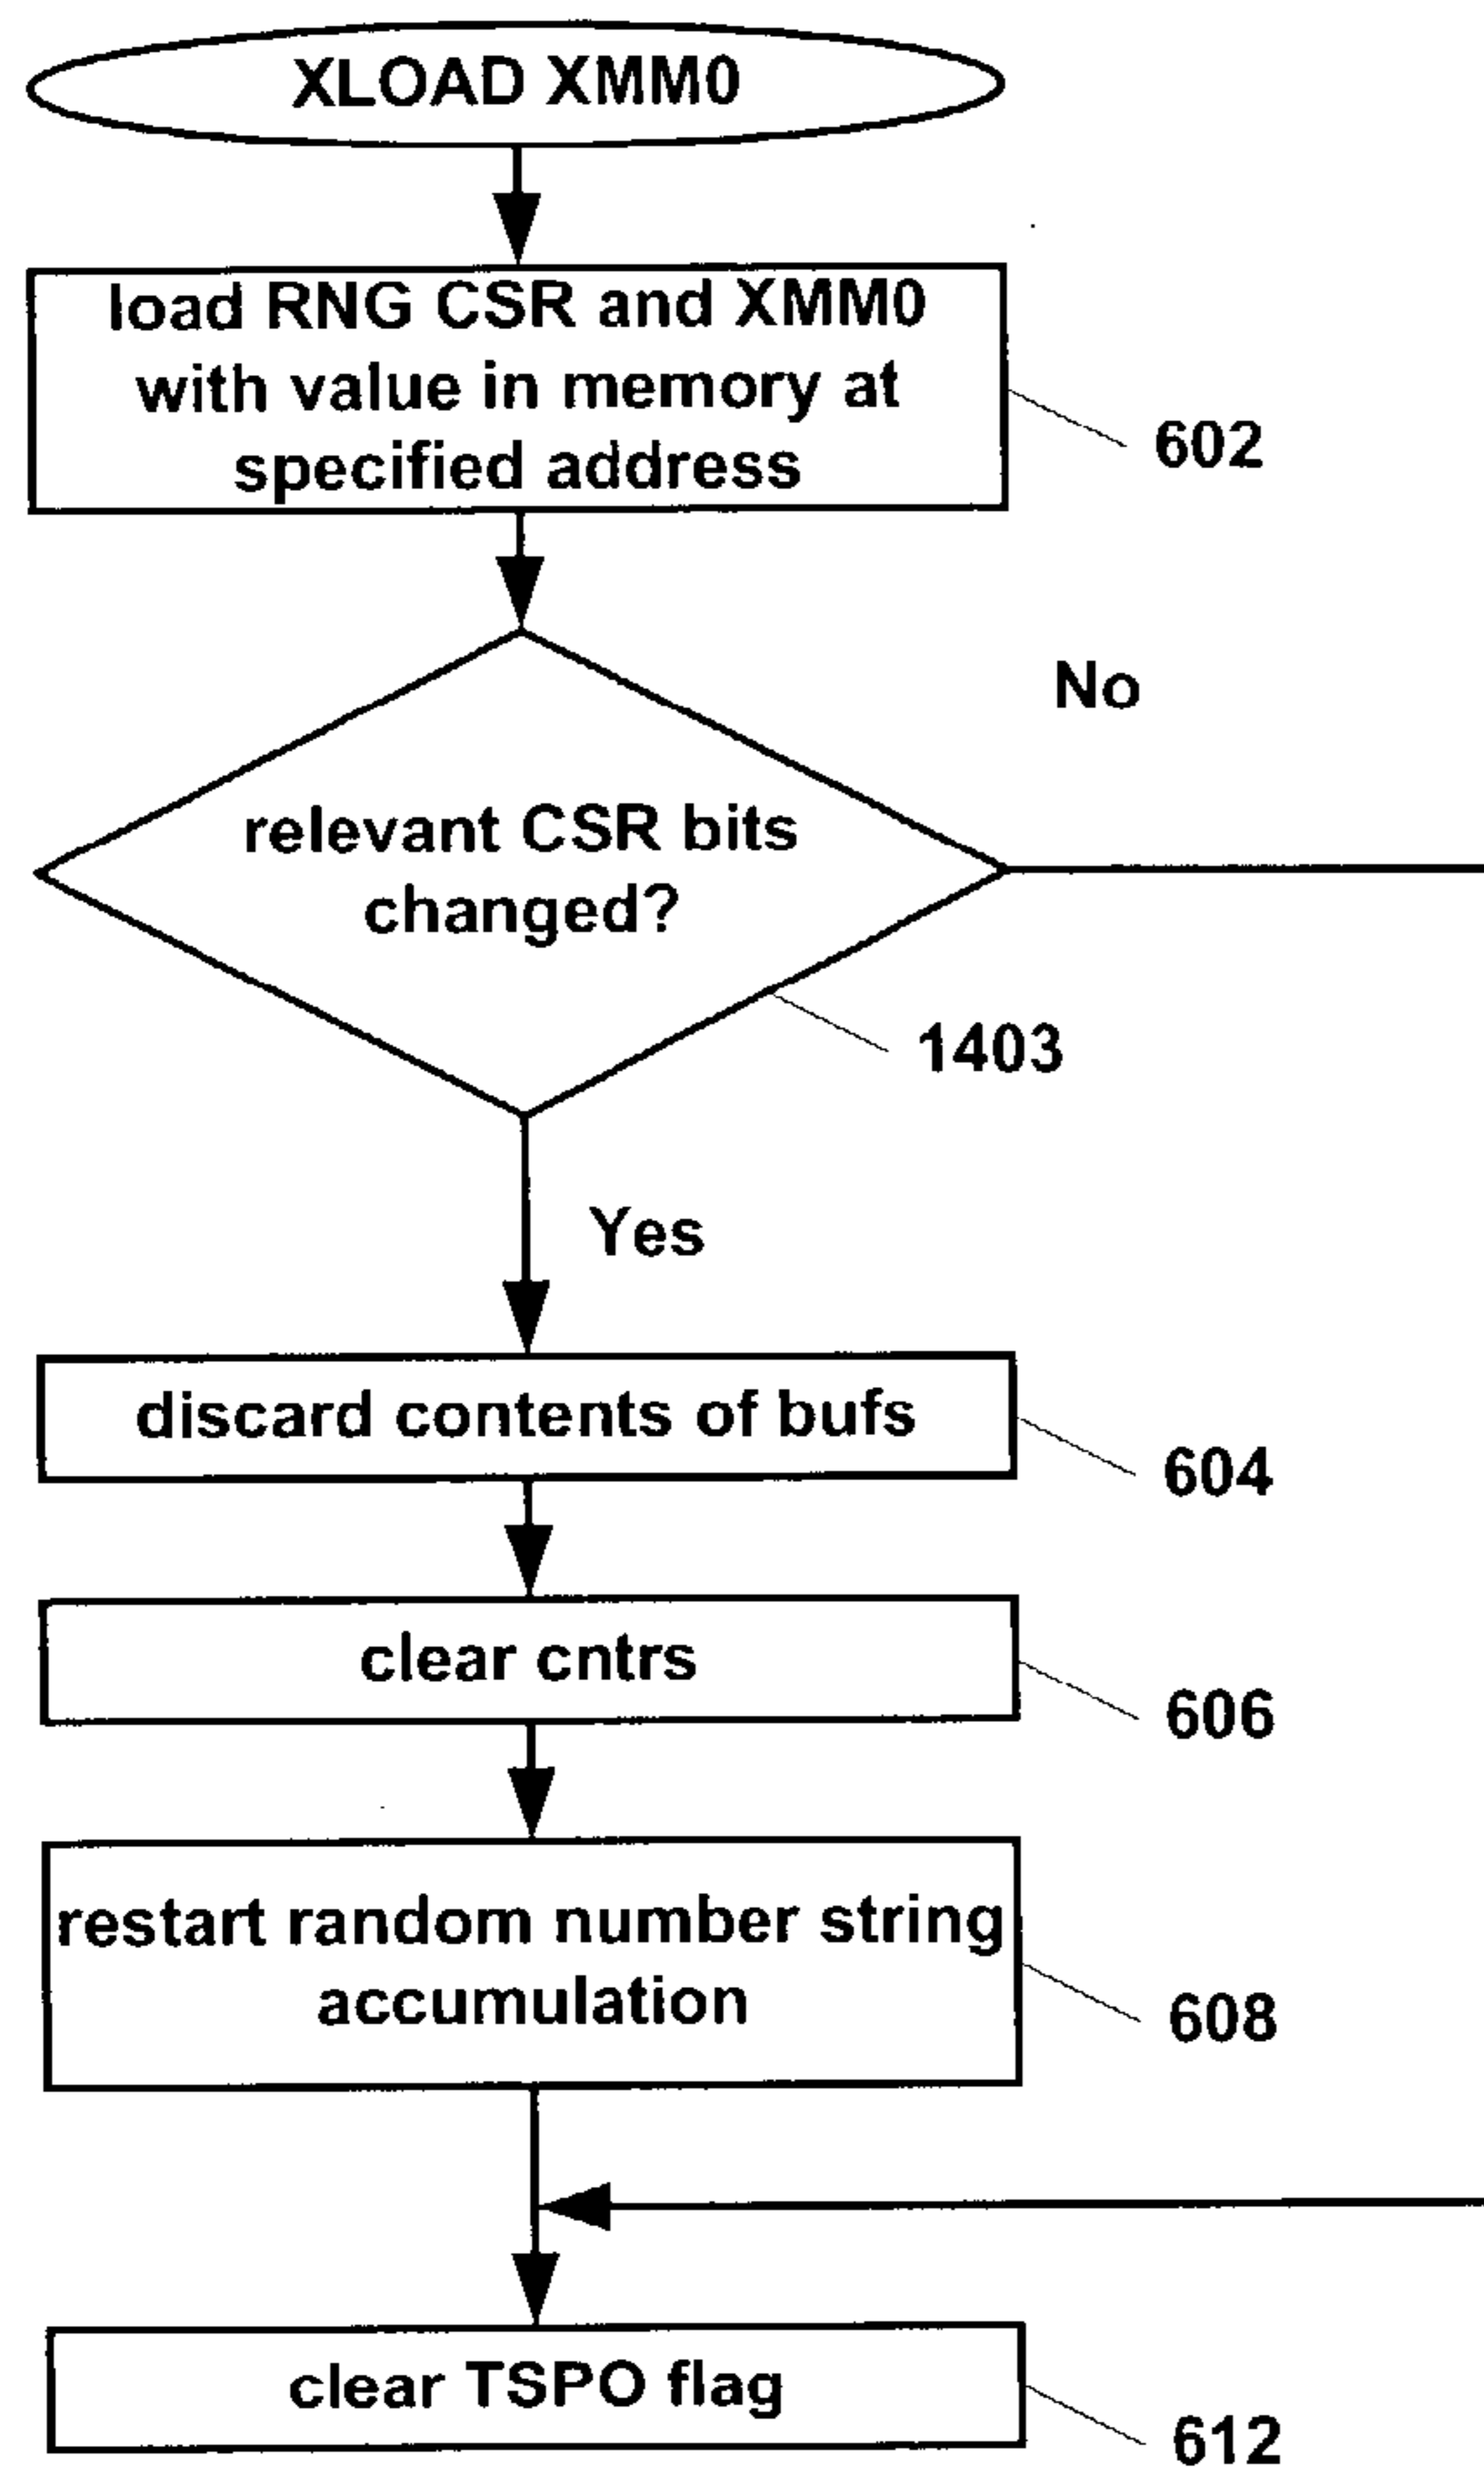 XLOAD XMM0
load RNG CSR and XMM0
with value in memory at
specified address
602
No
relevant CSR bits
changed?
1403
Yes
discard contents of bufs
604
clear cntrs
606
restart random number string
accumulation
608
clear TSPO flag
612